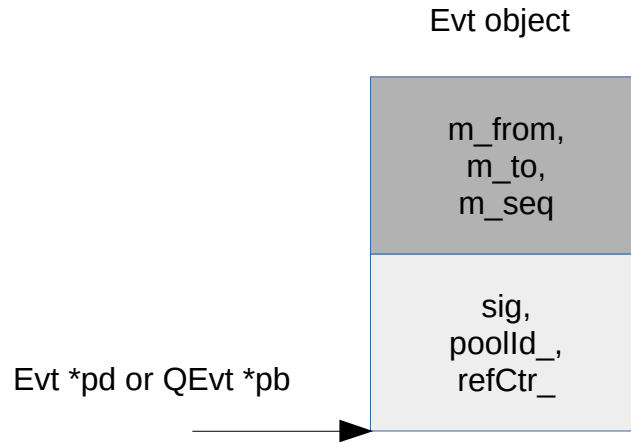 Evt object
m_from,
m_to,
m_seq
sig,
poolId_,
refCtr_
Evt *pd or QEvt *pb